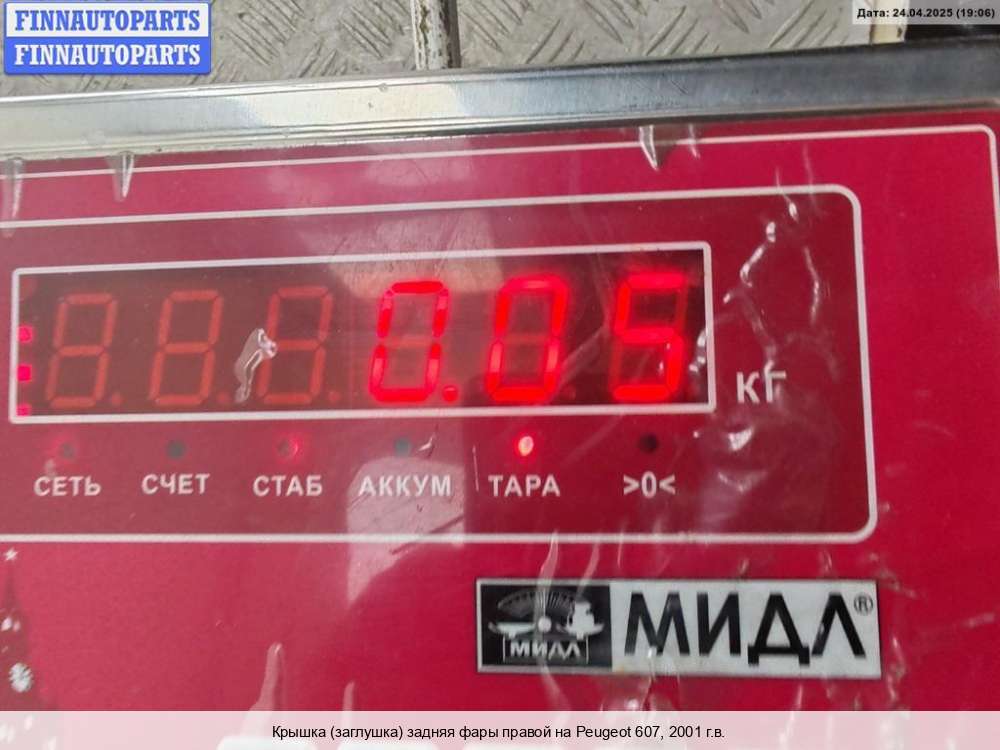 FINNAUTOPARTS
FINNAUTOPARTS
Дата: 24.04.2025 (19:06)
0.05
кг
СЕТЬ СЧЕТ СТАБ АККУМ ТАРА >0<
МИДЛ
МИДЛ®
Крышка (заглушка) задняя фары правой на Peugeot 607, 2001 г.в.